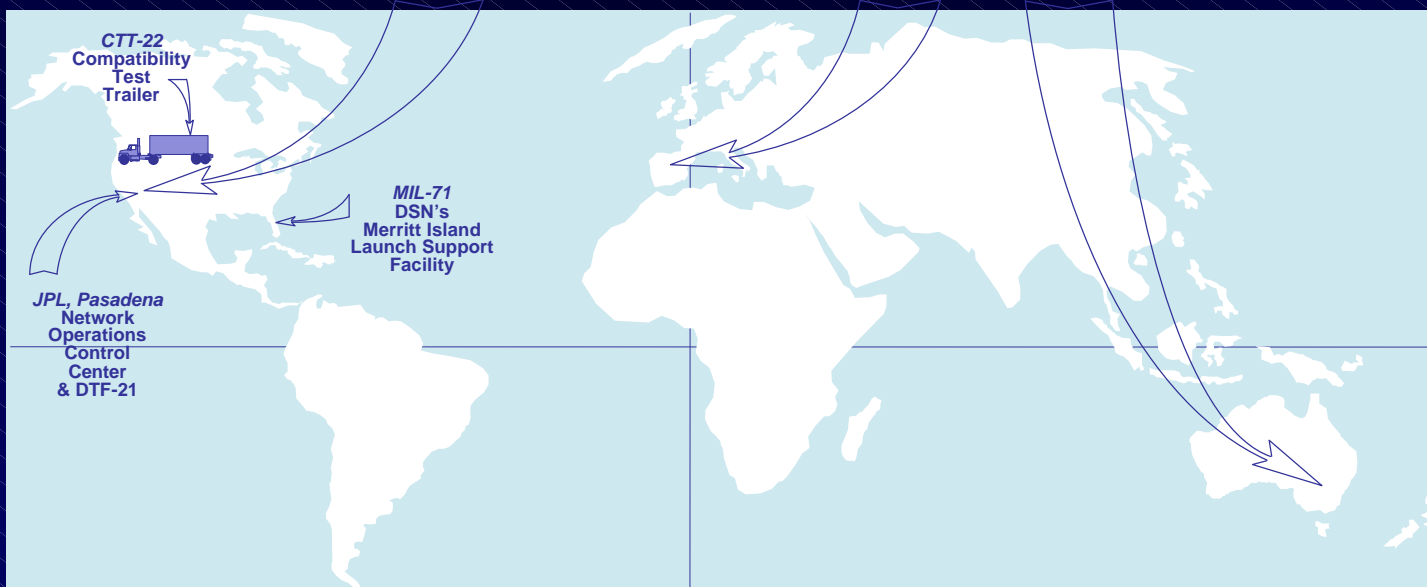 CTT-22
Compatibility
Test
Trailer
MIL-71
DSN's
Merritt Island
Launch Support
Facility
JPL, Pasadena
Network
Operations
Control
Center
& DTF-21